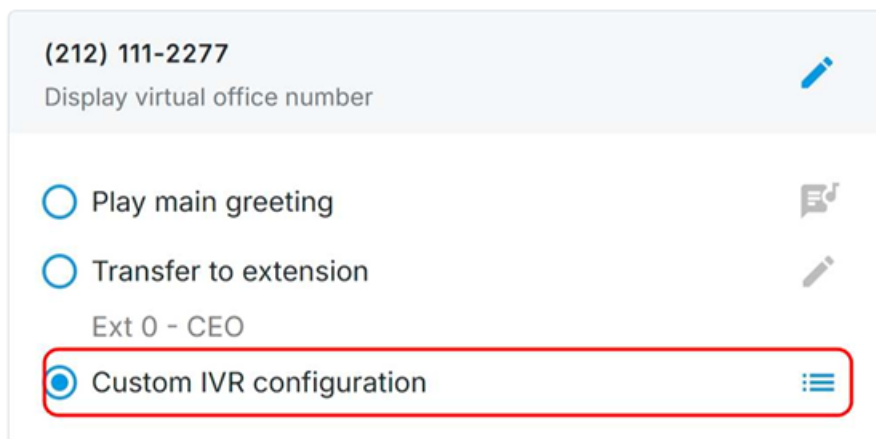 (212) 111-2277
Display virtual office number
Play main greeting
Transfer to extension
Ext 0 - CEO
Custom IVR configuration